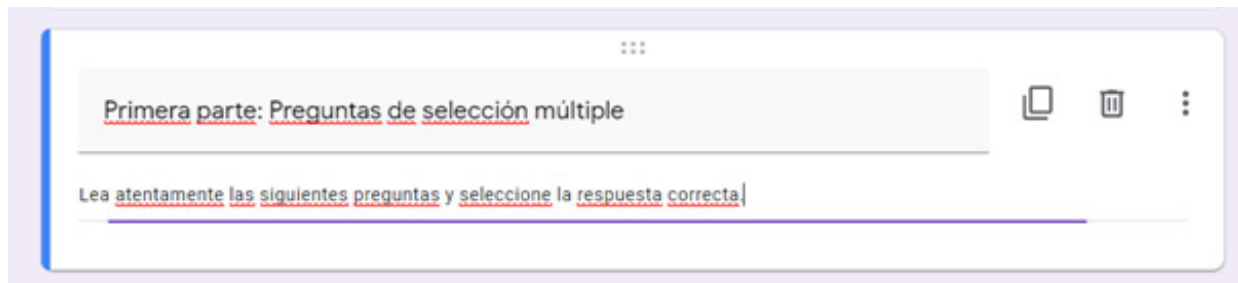 Primera parte: Preguntas de selección múltiple
Lea atentamente las siguientes preguntas y seleccione la respuesta correcta.